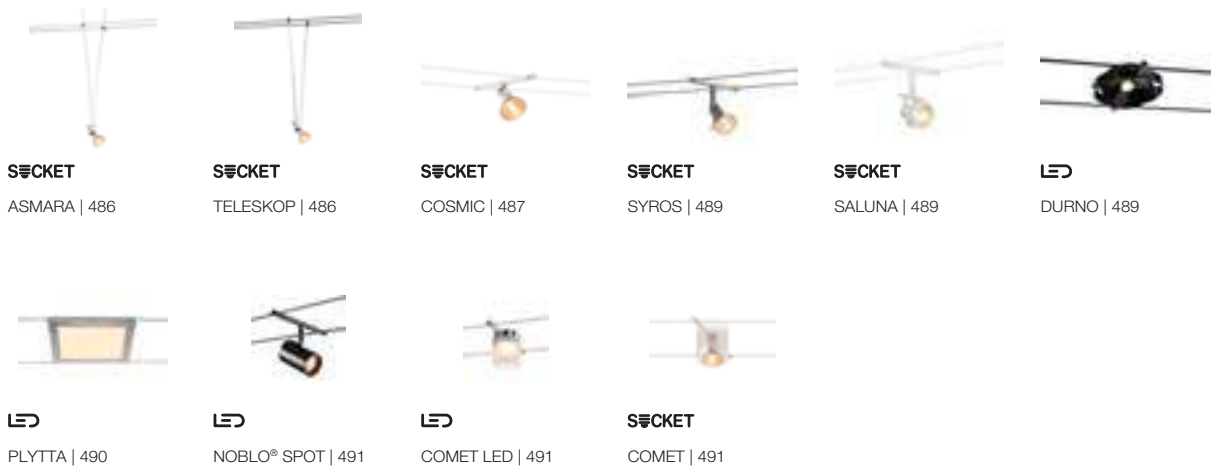 SOCKET
ASMARA | 486
SOCKET
TELESKOP | 486
SOCKET
COSMIC | 487
SOCKET
SYROS | 489
SOCKET
SALUNA | 489
LED
DURNO | 489
LED
PLYTTA | 490
LED
NOBLO® SPOT | 491
LED
COMET LED | 491
SOCKET
COMET | 491